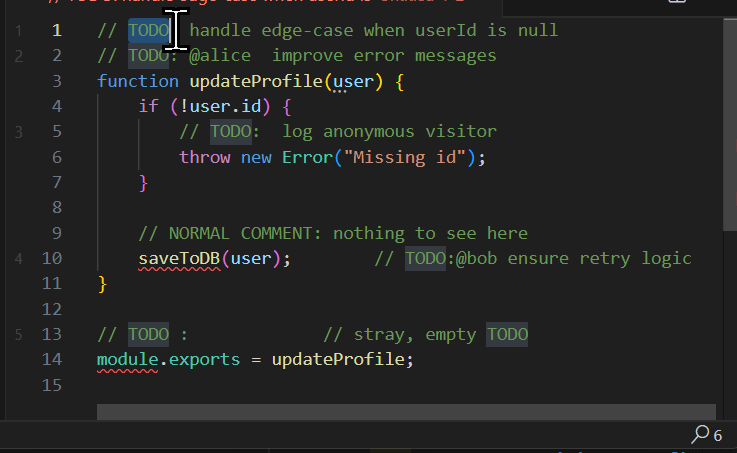 1 1 // TODO handle edge-case when userId is null
2 2 // TODO: @alice  improve error messages
3 function updateProfile(user) {
4     if (!user.id) {
3 5         // TODO:  log anonymous visitor
6         throw new Error("Missing id");
7     }
8
9     // NORMAL COMMENT: nothing to see here
4 10     saveToDB(user);        // TODO:@bob ensure retry logic
11 }
12
5 13 // TODO :             // stray, empty TODO
14 module.exports = updateProfile;
15
6